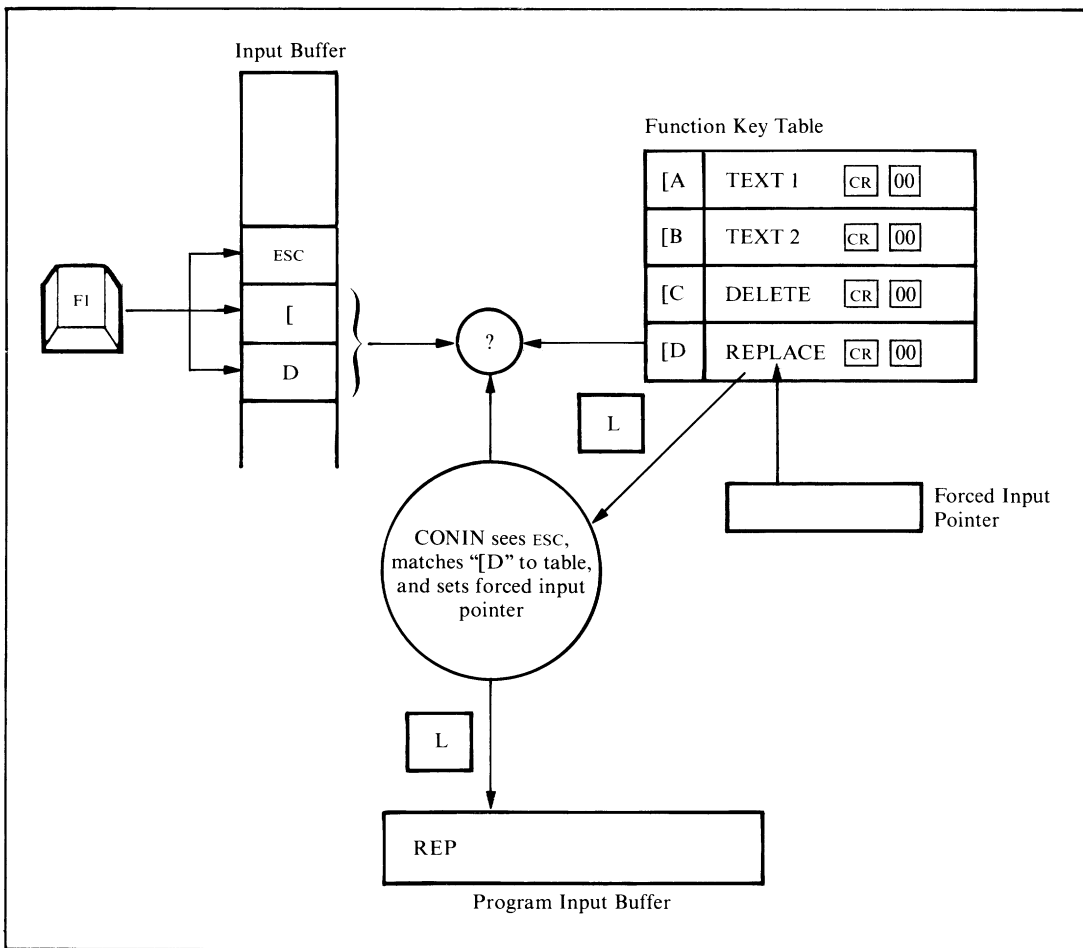 Input Buffer
Function Key Table
[A TEXT 1 CR 00
[B TEXT 2 CR 00
[C DELETE CR 00
[D REPLACE CR 00
F1
ESC
[
D
?
L
Forced Input
Pointer
CONIN sees ESC,
matches “[D” to table,
and sets forced input
pointer
L
REP
Program Input Buffer